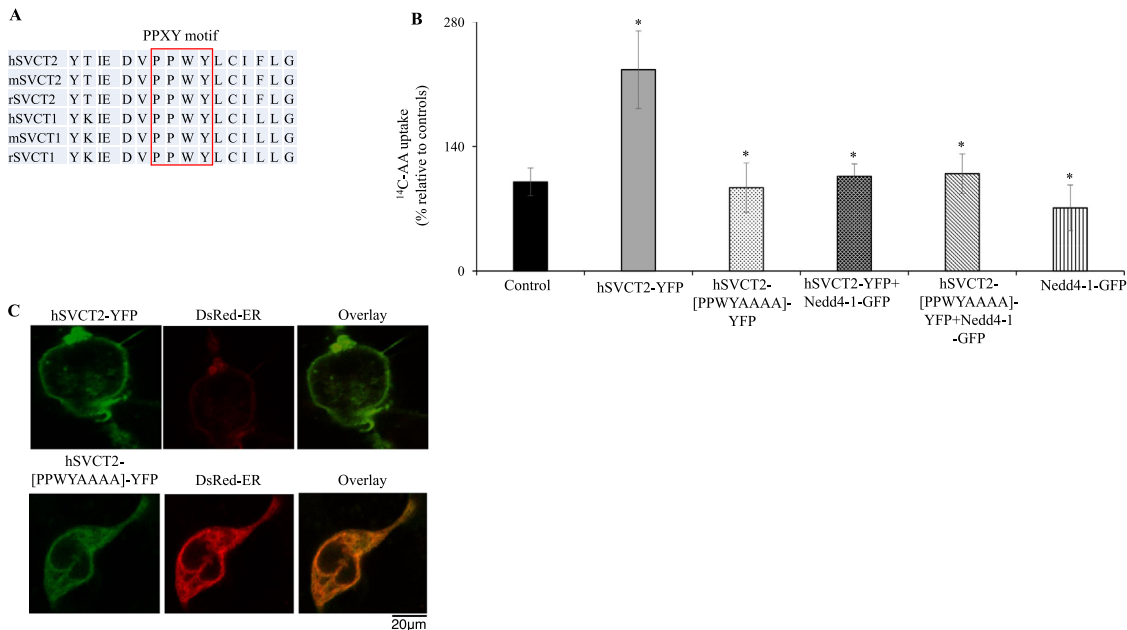 A
PPXY motif
hSVCT2 Y T IE D V P P W Y L C I F L G
mSVCT2 Y T IE D V P P W Y L C I F L G
rSVCT2 Y T IE D V P P W Y L C I F L G
hSVCT1 Y K IE D V P P W Y L C I L L G
mSVCT1 Y K IE D V P P W Y L C I L L G
rSVCT1 Y K IE D V P P W Y L C I L L G
B
280
140
0
¹⁴C-AA uptake
(% relative to controls)
*
*
*
*
*
Control
hSVCT2-YFP
hSVCT2-
[PPWYAAAA]-
YFP
hSVCT2-YFP+
Nedd4-1-GFP
hSVCT2-
[PPWYAAAA]-
YFP+Nedd4-1
-GFP
Nedd4-1-GFP
C
hSVCT2-YFP DsRed-ER Overlay
hSVCT2-
[PPWYAAAA]-YFP DsRed-ER Overlay
20µm